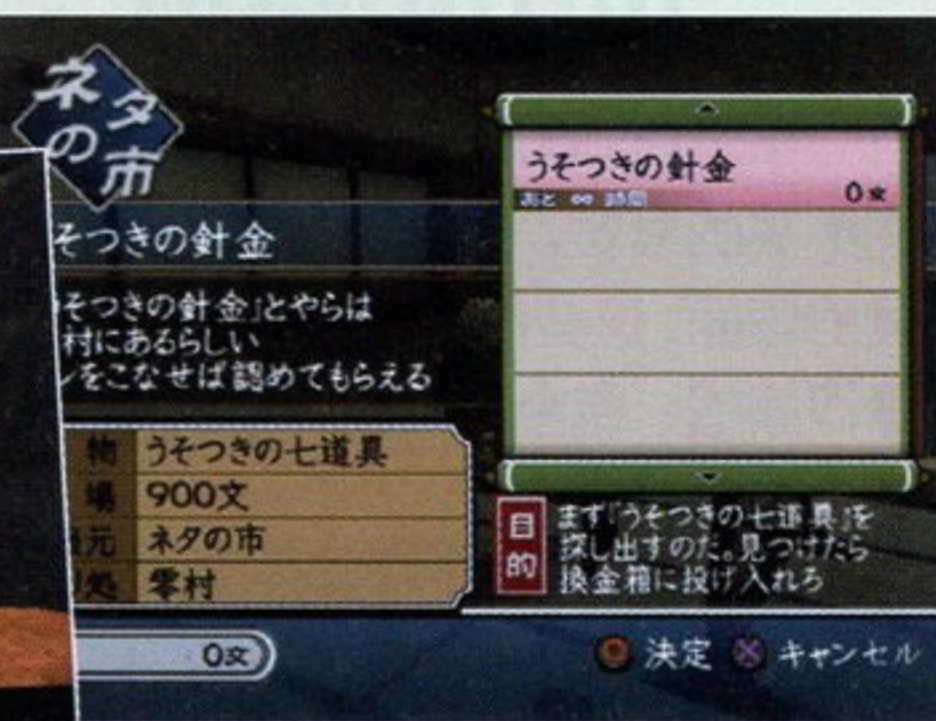 ネタの市
そつきの針金
そつきの針金」とやらは
村にあるらしい
をこなせば認めてもらえる
物 うそつきの七道具
場 900文
元 ネタの市
処 零村
0文
うそつきの針金
あと ∞ 時間
0文
目的
まず「うそつきの七道具」を
探し出すのだ。見つけたら
換金箱に投げ入れろ
決定 キャンセル